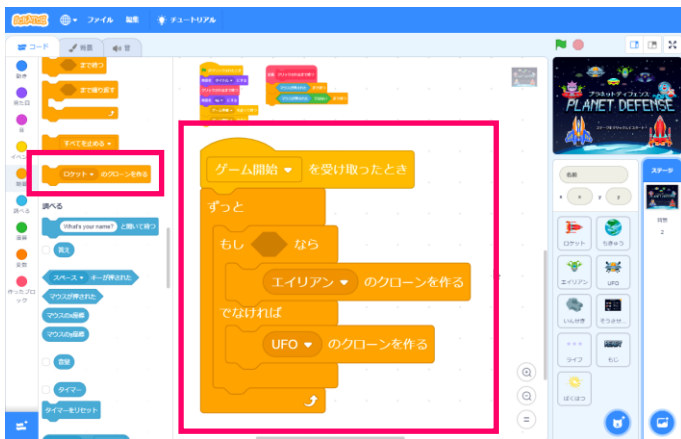 SCRATCH
ファイル 編集 チュートリアル
コード 背景 音
動き
見た目
音
イベント
制御
調べる
演算
変数
作ったブロック
まで待つ
まで繰り返す
すべてを止める
ロケット のクローンを作る
調べる
What's your name? と聞いて待つ
答え
スペース キーが押された
マウスが押された
マウスのx座標
マウスのy座標
音量
タイマー
タイマーをリセット
ゲーム開始 を受け取ったとき
ずっと
もし なら
エイリアン のクローンを作る
でなければ
UFO のクローンを作る
プラネットディフェンス
PLANET DEFENSE
名前
x x y y
ステージ
背景
2
ロケット ちきゅう
エイリアン UFO
いんせき
ライフ もじ
ばくはつ